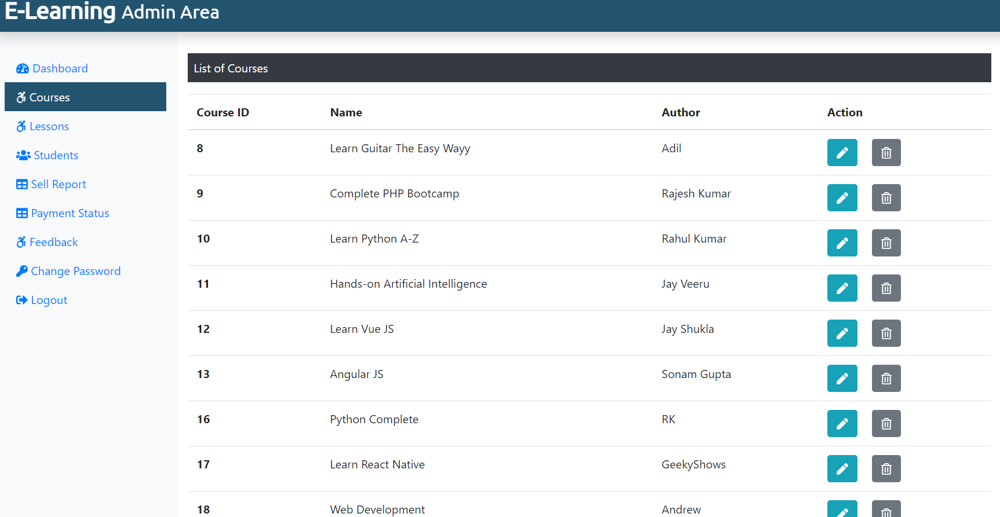 E-Learning Admin Area
Dashboard
Courses
Lessons
Students
Sell Report
Payment Status
Feedback
Change Password
Logout
List of Courses
Course ID Name Author Action
8 Learn Guitar The Easy Wayy Adil
9 Complete PHP Bootcamp Rajesh Kumar
10 Learn Python A-Z Rahul Kumar
11 Hands-on Artificial Intelligence Jay Veeru
12 Learn Vue JS Jay Shukla
13 Angular JS Sonam Gupta
16 Python Complete RK
17 Learn React Native GeekyShows
18 Web Development Andrew